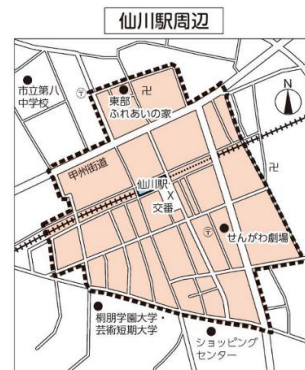 仙川駅周辺
市立第八
中学校
東部
ふれあいの家
N
甲州街道
仙川駅
X
交番
せんがわ劇場
桐朋学園大学・
芸術短期大学
ショッピング
センター